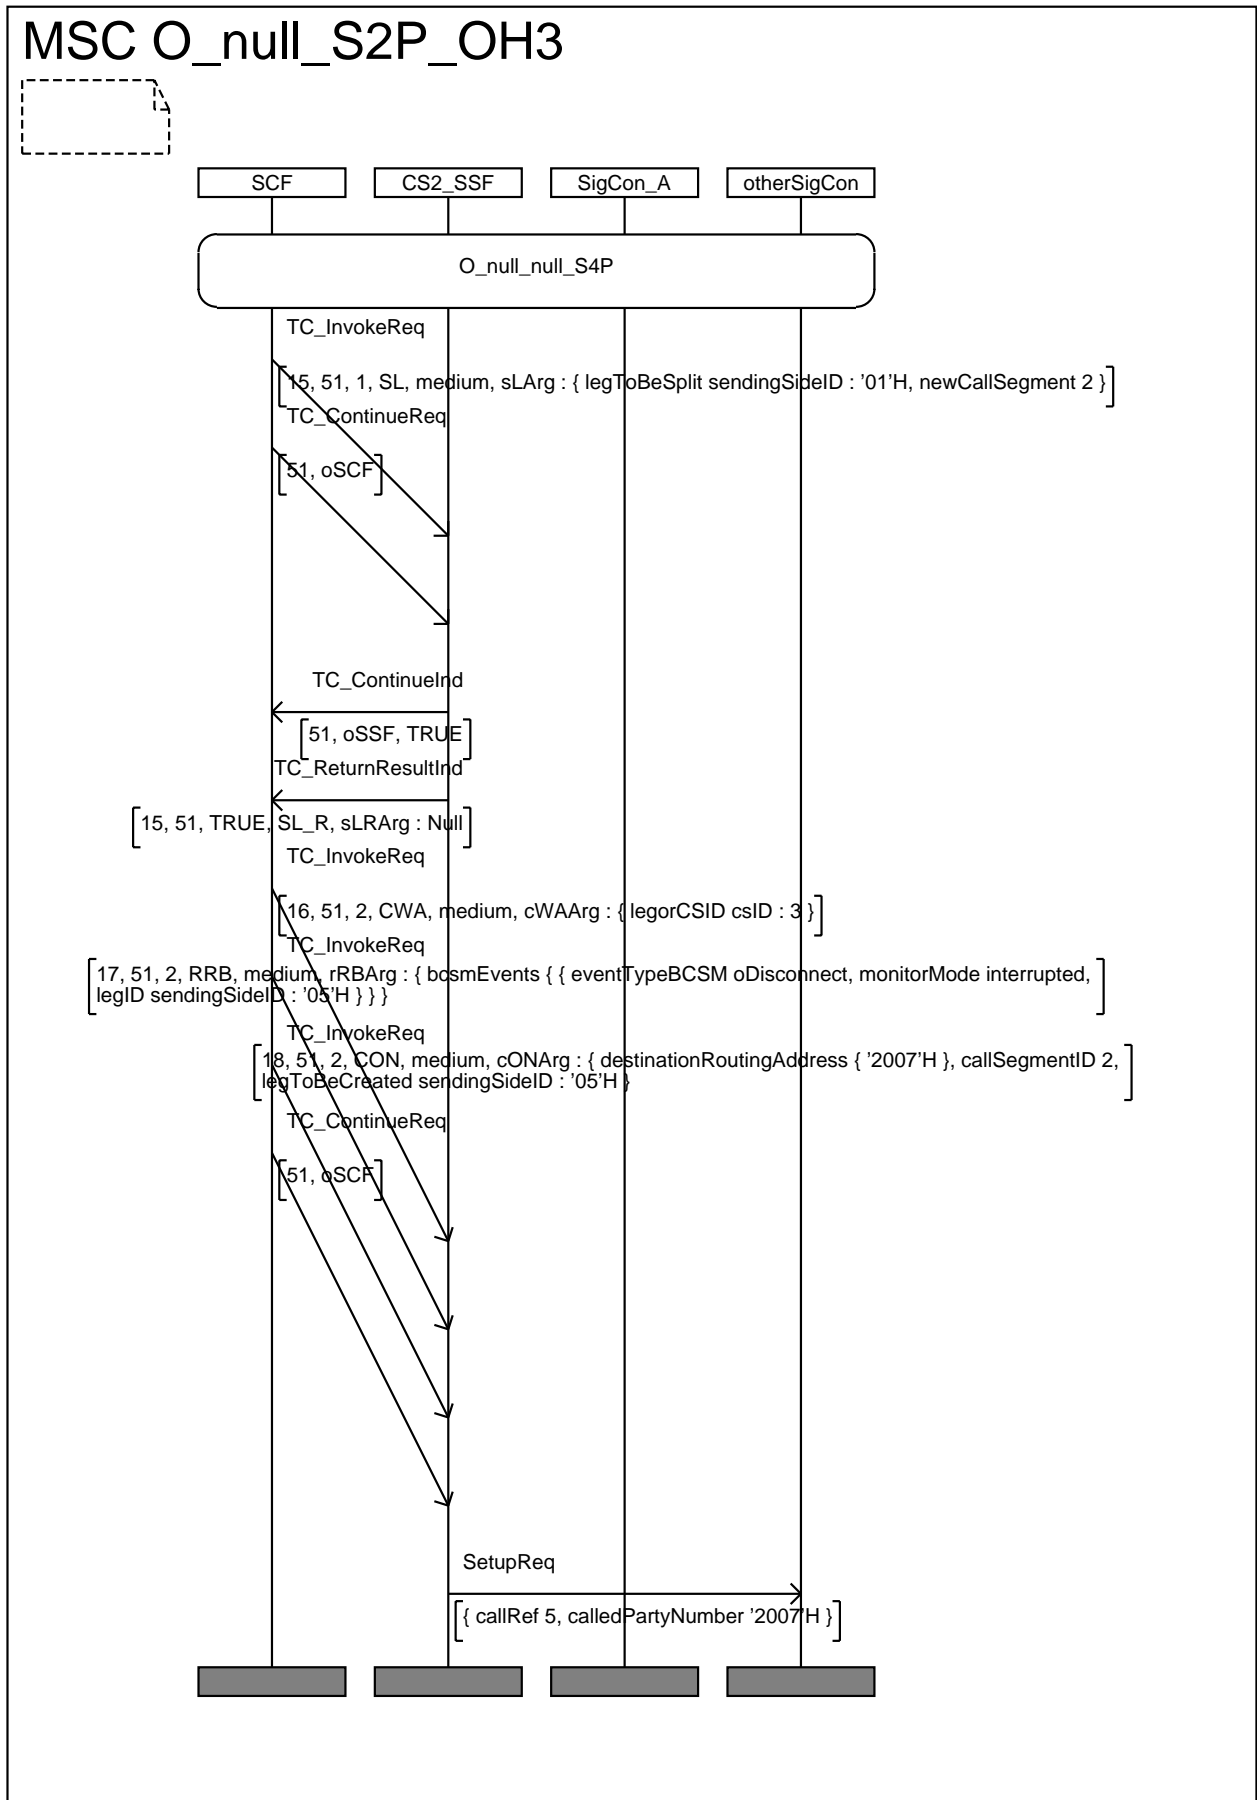 MSC O_null_S2P_OH3
SCF
CS2_SSF
SigCon_A
otherSigCon
O_null_null_S4P
TC_InvokeReq
15, 51, 1, SL, medium, sLArg : { legToBeSplit sendingSideID : '01'H, newCallSegment 2 }
TC_ContinueReq
51, oSCF
TC_ContinueInd
51, oSSF, TRUE
TC_ReturnResultInd
15, 51, TRUE, SL_R, sLRArg : Null
TC_InvokeReq
16, 51, 2, CWA, medium, cWAArg : { legorCSID csID : 3 }
TC_InvokeReq
17, 51, 2, RRB, medium, rRBArg : { bcsmEvents { { eventTypeBCSM oDisconnect, monitorMode interrupted,
legID sendingSideID : '05'H } } }
TC_InvokeReq
18, 51, 2, CON, medium, cONArg : { destinationRoutingAddress { '2007'H }, callSegmentID 2,
legToBeCreated sendingSideID : '05'H }
TC_ContinueReq
51, oSCF
SetupReq
{ callRef 5, calledPartyNumber '2007'H }